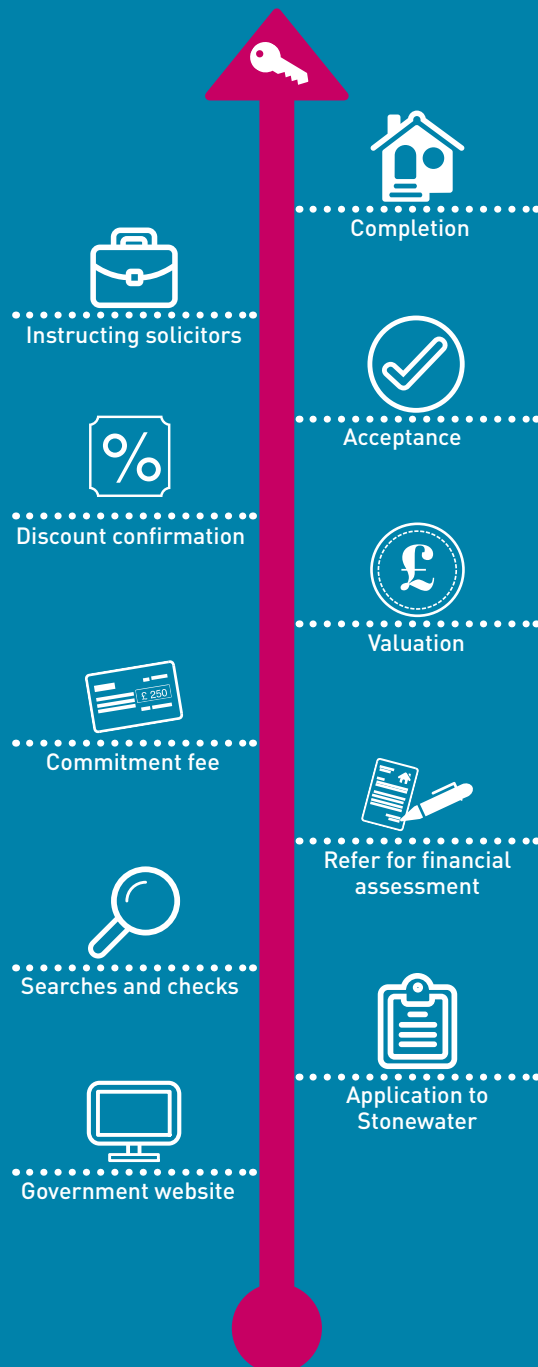 Completion
Instructing solicitors
Acceptance
Discount confirmation
Valuation
£ 250
Commitment fee
Refer for financial
assessment
Searches and checks
Application to
Stonewater
Government website